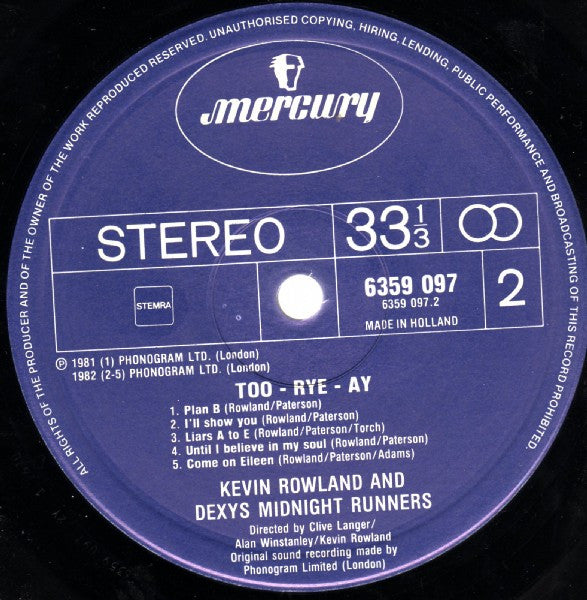 ALL RIGHTS OF THE PRODUCER AND OF THE OWNER OF THE WORK REPRODUCED RESERVED. UNAUTHORISED COPYING, HIRING, LENDING, PUBLIC PERFORMANCE AND BROADCASTING OF THIS RECORD PROHIBITED.
mercury
STEREO
33 1/3
STEMRA
6359 097
6359 097.2
MADE IN HOLLAND
2
℗ 1981 (1) PHONOGRAM LTD. (London)
1982 (2-5) PHONOGRAM LTD. (London)
TOO - RYE - AY
1. Plan B (Rowland/Paterson)
2. I'll show you (Rowland/Paterson)
3. Liars A to E (Rowland/Paterson/Torch)
4. Until I believe in my soul (Rowland/Paterson)
5. Come on Eileen (Rowland/Paterson/Adams)
KEVIN ROWLAND AND
DEXYS MIDNIGHT RUNNERS
Directed by Clive Langer/
Alan Winstanley/Kevin Rowland
Original sound recording made by
Phonogram Limited (London)